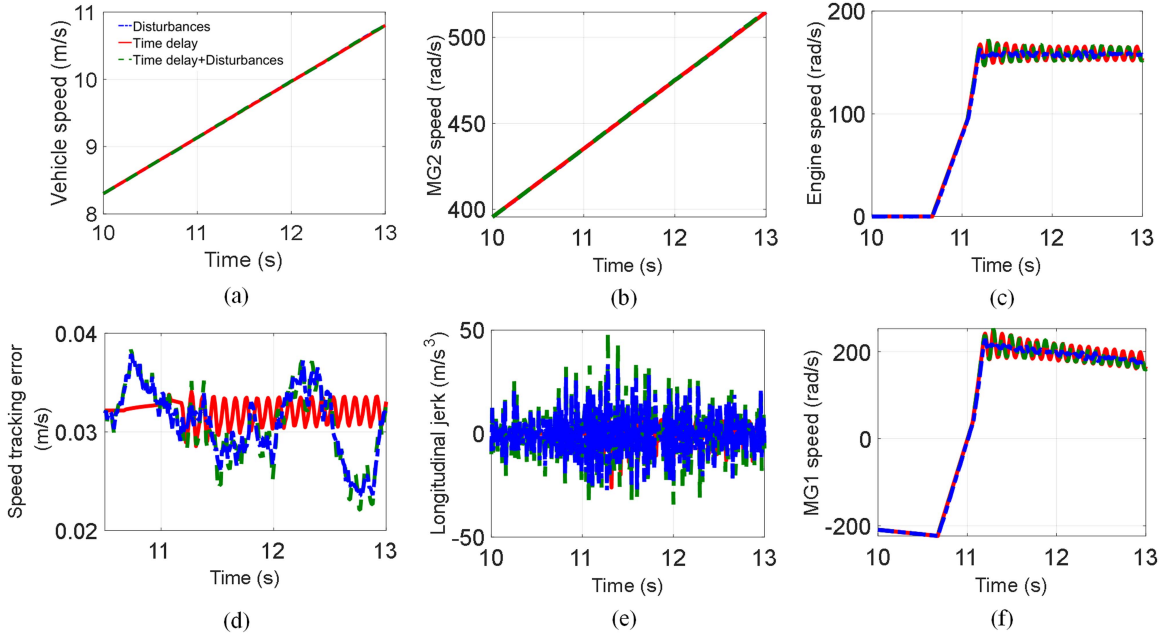 Vehicle speed (m/s)
11
10
9
8
Disturbances
Time delay
Time delay+Disturbances
10
11
12
13
Time (s)
(a)
MG2 speed (rad/s)
500
450
400
10
11
12
13
Time (s)
(b)
Engine speed (rad/s)
200
100
0
10
11
12
13
Time (s)
(c)
Speed tracking error
(m/s)
0.04
0.03
0.02
11
12
13
Time (s)
(d)
Longitudinal jerk (m/s³)
50
0
-50
10
11
12
13
Time (s)
(e)
MG1 speed (rad/s)
200
0
-200
10
11
12
13
Time (s)
(f)